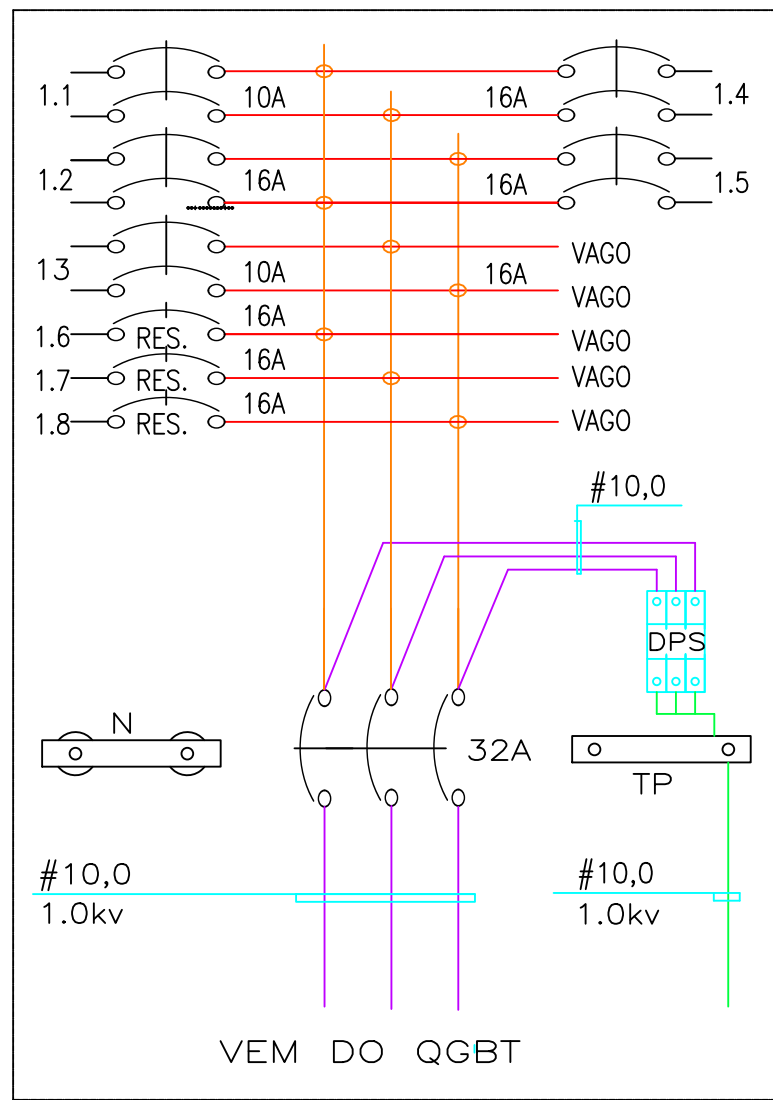 1.1 10A 16A 1.4
1.2 16A 16A 1.5
13 10A 16A VAGO
VAGO
1.6 RES. 16A VAGO
1.7 RES. 16A VAGO
1.8 RES. 16A VAGO
#10,0
DPS
N
32A
TP
#10,0
1.0kv
#10,0
1.0kv
VEM DO QGBT